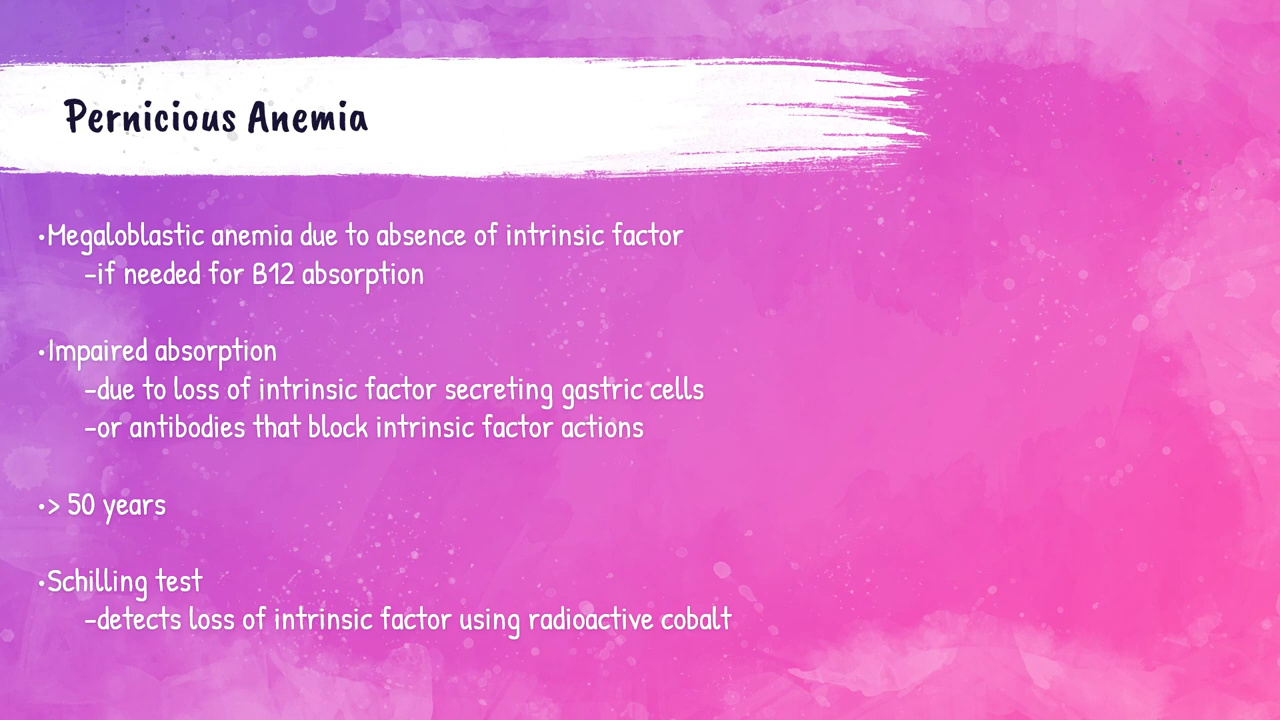 Pernicious Anemia
•Megaloblastic anemia due to absence of intrinsic factor
-if needed for B12 absorption
•Impaired absorption
-due to loss of intrinsic factor secreting gastric cells
-or antibodies that block intrinsic factor actions
•> 50 years
•Schilling test
-detects loss of intrinsic factor using radioactive cobalt